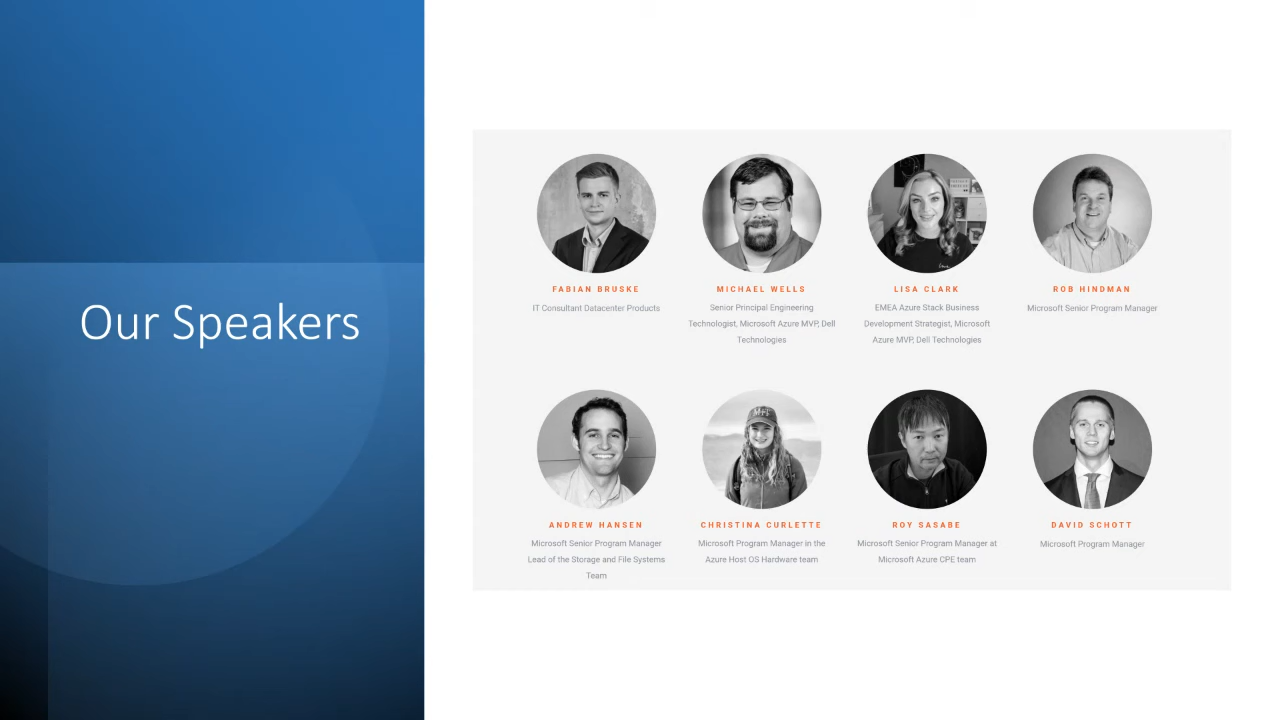 Our Speakers
FABIAN BRUSKE
IT Consultant Datacenter Products
MICHAEL WELLS
Senior Principal Engineering
Technologist, Microsoft Azure MVP, Dell
Technologies
LISA CLARK
EMEA Azure Stack Business
Development Strategist, Microsoft
Azure MVP, Dell Technologies
ROB HINDMAN
Microsoft Senior Program Manager
ANDREW HANSEN
Microsoft Senior Program Manager
Lead of the Storage and File Systems
Team
CHRISTINA CURLETTE
Microsoft Program Manager in the
Azure Host OS Hardware team
ROY SASABE
Microsoft Senior Program Manager at
Microsoft Azure CPE team
DAVID SCHOTT
Microsoft Program Manager